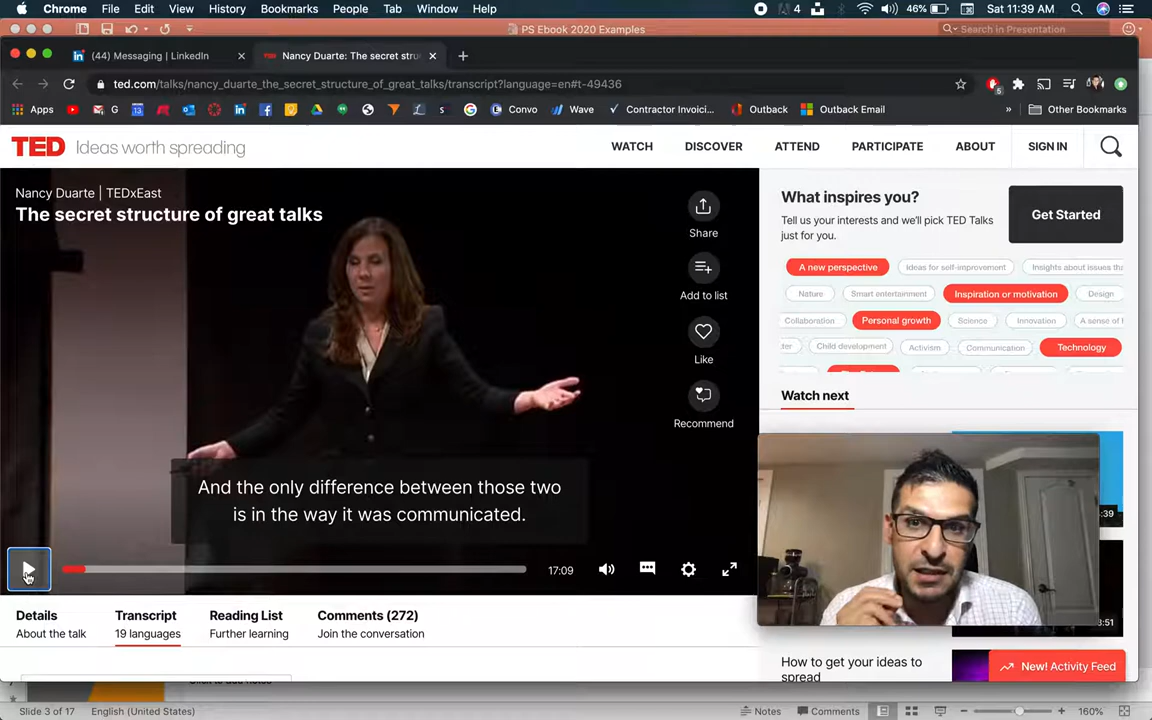 Chrome File Edit View History Bookmarks People Tab Window Help
4 46% Sat 11:39 AM
PS Ebook 2020 Examples
Search in Presentation
(44) Messaging | LinkedIn
Nancy Duarte: The secret stru
ted.com/talks/nancy_duarte_the_secret_structure_of_great_talks/transcript?language=en#t-49436
5
Apps G Convo Wave Contractor Invoici... Outback Outback Email » Other Bookmarks
TED Ideas worth spreading
WATCH DISCOVER ATTEND PARTICIPATE ABOUT SIGN IN
Nancy Duarte | TEDxEast
The secret structure of great talks
Share
Add to list
Like
Recommend
And the only difference between those two
is in the way it was communicated.
17:09
Details
About the talk
Transcript
19 languages
Reading List
Further learning
Comments (272)
Join the conversation
What inspires you?
Tell us your interests and we'll pick TED Talks
just for you.
Get Started
A new perspective Ideas for self-improvement Insights about issues
Nature Smart entertainment Inspiration or motivation Design
Collaboration Personal growth Science Innovation A sense of
Child development Activism Communication Technology
Watch next
:39
:51
How to get your ideas to
spread
New! Activity Feed
Slide 3 of 17 English (United States)
Notes Comments 160%